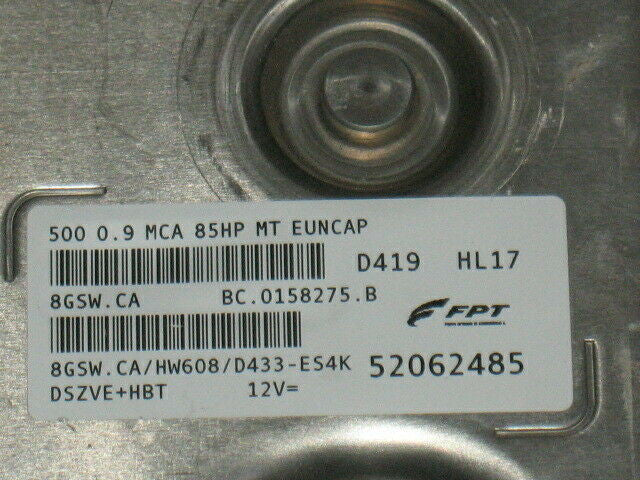 500 0.9 MCA 85HP MT EUNCAP
D419 HL17
8GSW.CA BC.0158275.B
FPT
8GSW.CA/HW608/D433-ES4K 52062485
DSZVE+HBT 12V=